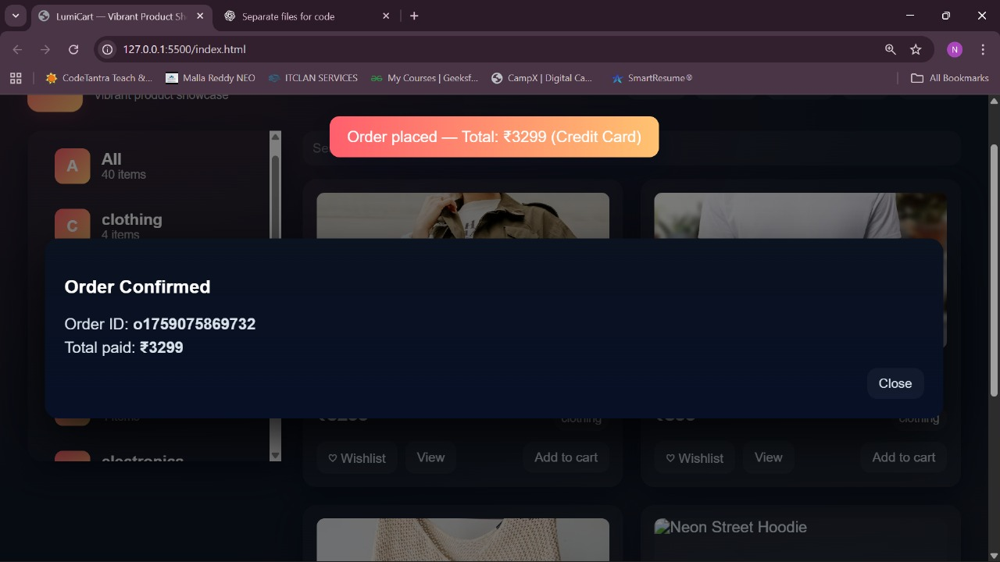 LumiCart — Vibrant Product Sh
Separate files for code
127.0.0.1:5500/index.html
N
CodeTantra Teach &...
Malla Reddy NEO
ITCLAN SERVICES
My Courses | Geeksf...
CampX | Digital Ca...
SmartResume®
All Bookmarks
Vibrant product showcase
Order placed — Total: ₹3299 (Credit Card)
Se
A
All
40 items
C
clothing
4 items
Order Confirmed
Order ID: o1759075869732
Total paid: ₹3299
Close
₹3299
clothing
clothing
electronics
♡ Wishlist
View
Add to cart
♡ Wishlist
View
Add to cart
Neon Street Hoodie